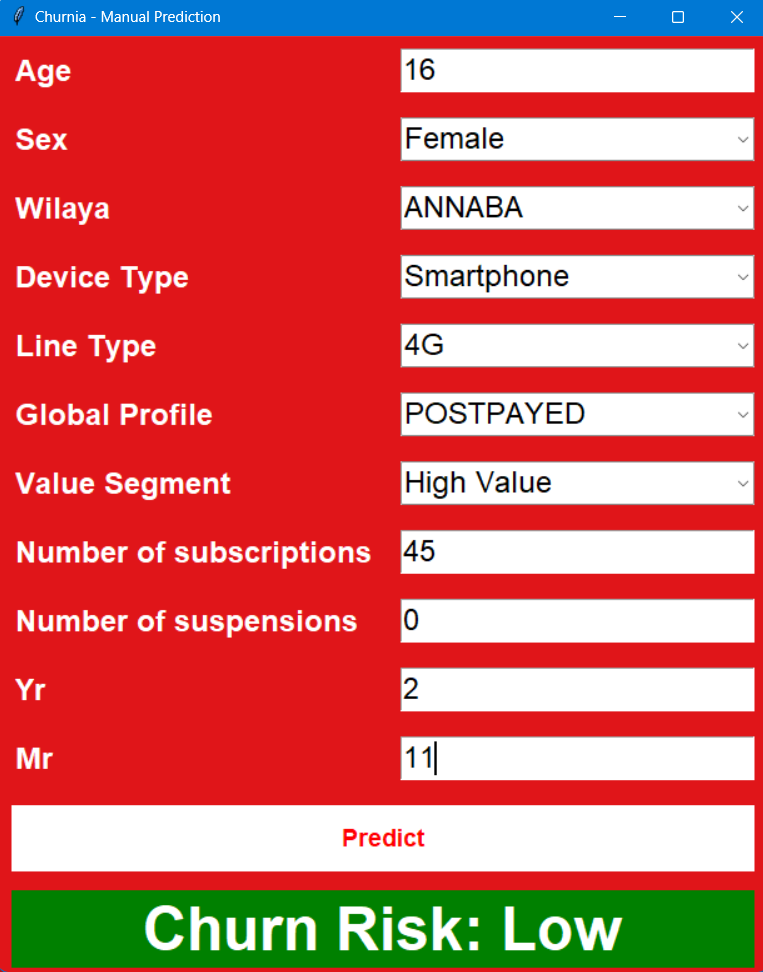 Churnia - Manual Prediction
Age 16
Sex Female
Wilaya ANNABA
Device Type Smartphone
Line Type 4G
Global Profile POSTPAYED
Value Segment High Value
Number of subscriptions 45
Number of suspensions 0
Yr 2
Mr 11
Predict
Churn Risk: Low